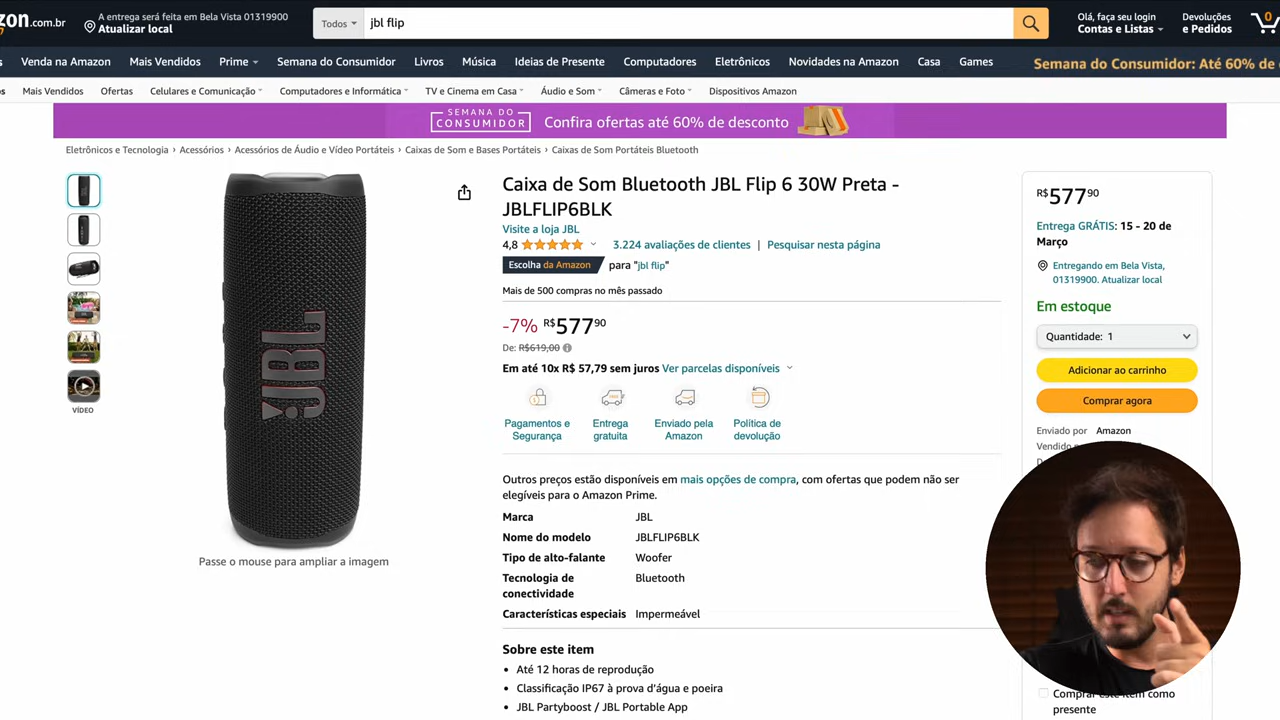 zon.com.br
A entrega será feita em Bela Vista 01319900
Atualizar local
Todos
jbl flip
Olá, faça seu login
Contas e Listas
Devoluções
e Pedidos
0
s
Venda na Amazon
Mais Vendidos
Prime
Semana do Consumidor
Livros
Música
Ideias de Presente
Computadores
Eletrônicos
Novidades na Amazon
Casa
Games
Semana do Consumidor: Até 60% de
os
Mais Vendidos
Ofertas
Celulares e Comunicação
Computadores e Informática
TV e Cinema em Casa
Áudio e Som
Câmeras e Foto
Dispositivos Amazon
SEMANA DO
CONSUMIDOR
Confira ofertas até 60% de desconto
Eletrônicos e Tecnologia › Acessórios › Acessórios de Áudio e Vídeo Portáteis › Caixas de Som e Bases Portáteis › Caixas de Som Portáteis Bluetooth
VÍDEO
JBL
Passe o mouse para ampliar a imagem
Caixa de Som Bluetooth JBL Flip 6 30W Preta -
JBLFLIP6BLK
Visite a loja JBL
4,8
3.224 avaliações de clientes | Pesquisar nesta página
Escolha da Amazon para "jbl flip"
Mais de 500 compras no mês passado
-7% R$57790
De: R$619,00
Em até 10x R$ 57,79 sem juros Ver parcelas disponíveis
Pagamentos e
Segurança
Entrega
gratuita
Enviado pela
Amazon
Política de
devolução
Outros preços estão disponíveis em mais opções de compra, com ofertas que podem não ser
elegíveis para o Amazon Prime.
Marca JBL
Nome do modelo JBLFLIP6BLK
Tipo de alto-falante Woofer
Tecnologia de
conectividade
Bluetooth
Características especiais Impermeável
Sobre este item
• Até 12 horas de reprodução
• Classificação IP67 à prova d'água e poeira
• JBL Partyboost / JBL Portable App
R$57790
Entrega GRÁTIS: 15 - 20 de
Março
Entregando em Bela Vista,
01319900. Atualizar local
Em estoque
Quantidade: 1
Adicionar ao carrinho
Comprar agora
Enviado por Amazon
Vendido
Comprar este item como
presente